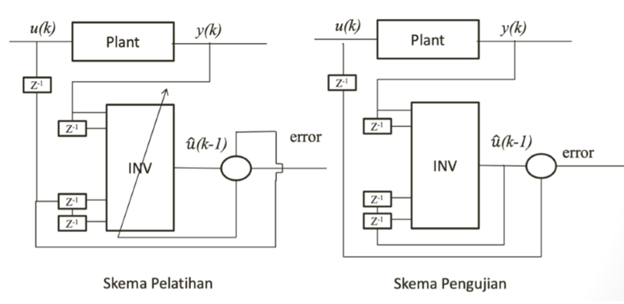 u(k)
Plant
y(k)
Z-1
Z-1
INV
û(k-1)
error
Z-1
Z-1
Skema Pelatihan
u(k)
Plant
y(k)
Z-1
Z-1
INV
û(k-1)
error
Z-1
Z-1
Skema Pengujian